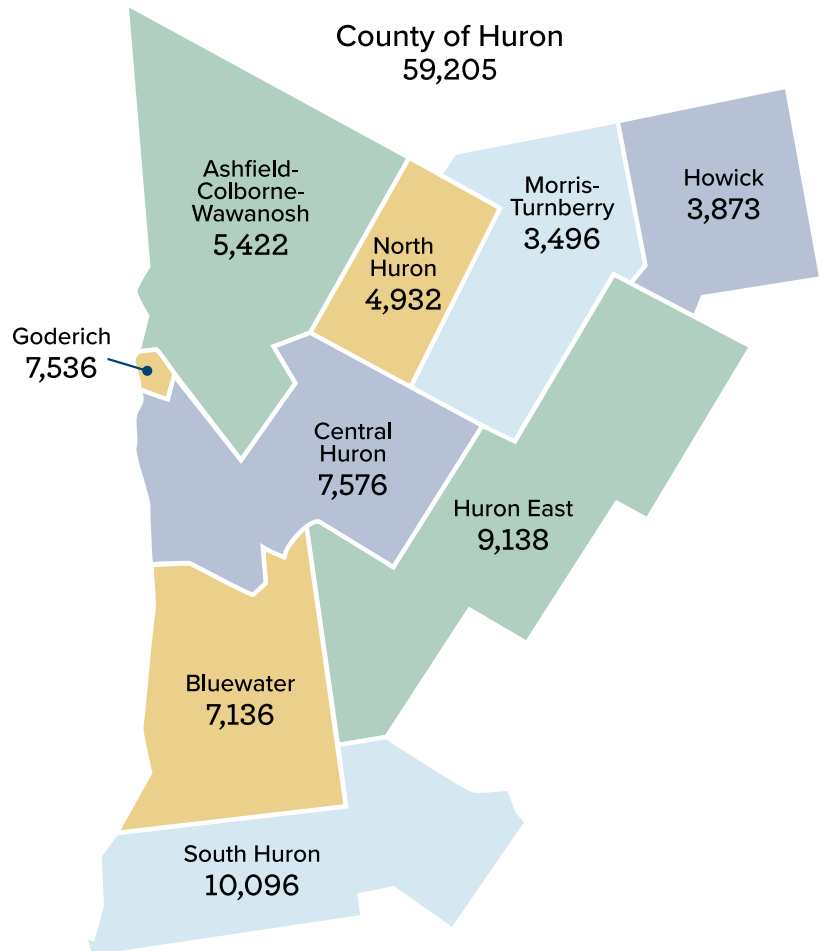 County of Huron
59,205
Ashfield-
Colborne-
Wawanosh
5,422
North
Huron
4,932
Morris-
Turnberry
3,496
Howick
3,873
Goderich
7,536
Central
Huron
7,576
Huron East
9,138
Bluewater
7,136
South Huron
10,096